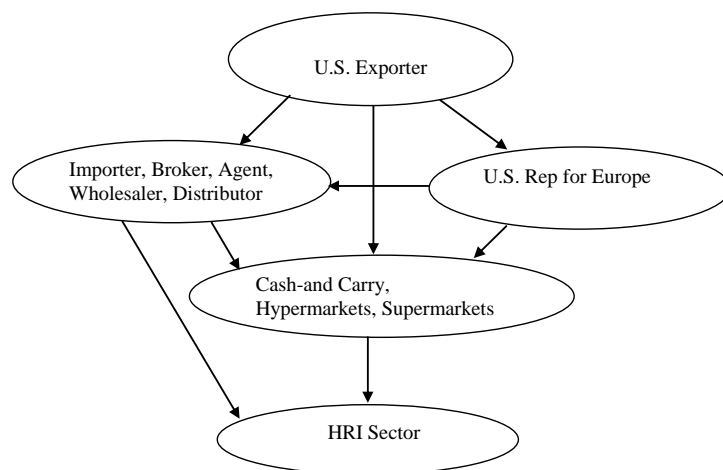 U.S. Exporter
Importer, Broker, Agent,
Wholesaler, Distributor
U.S. Rep for Europe
Cash-and Carry,
Hypermarkets, Supermarkets
HRI Sector